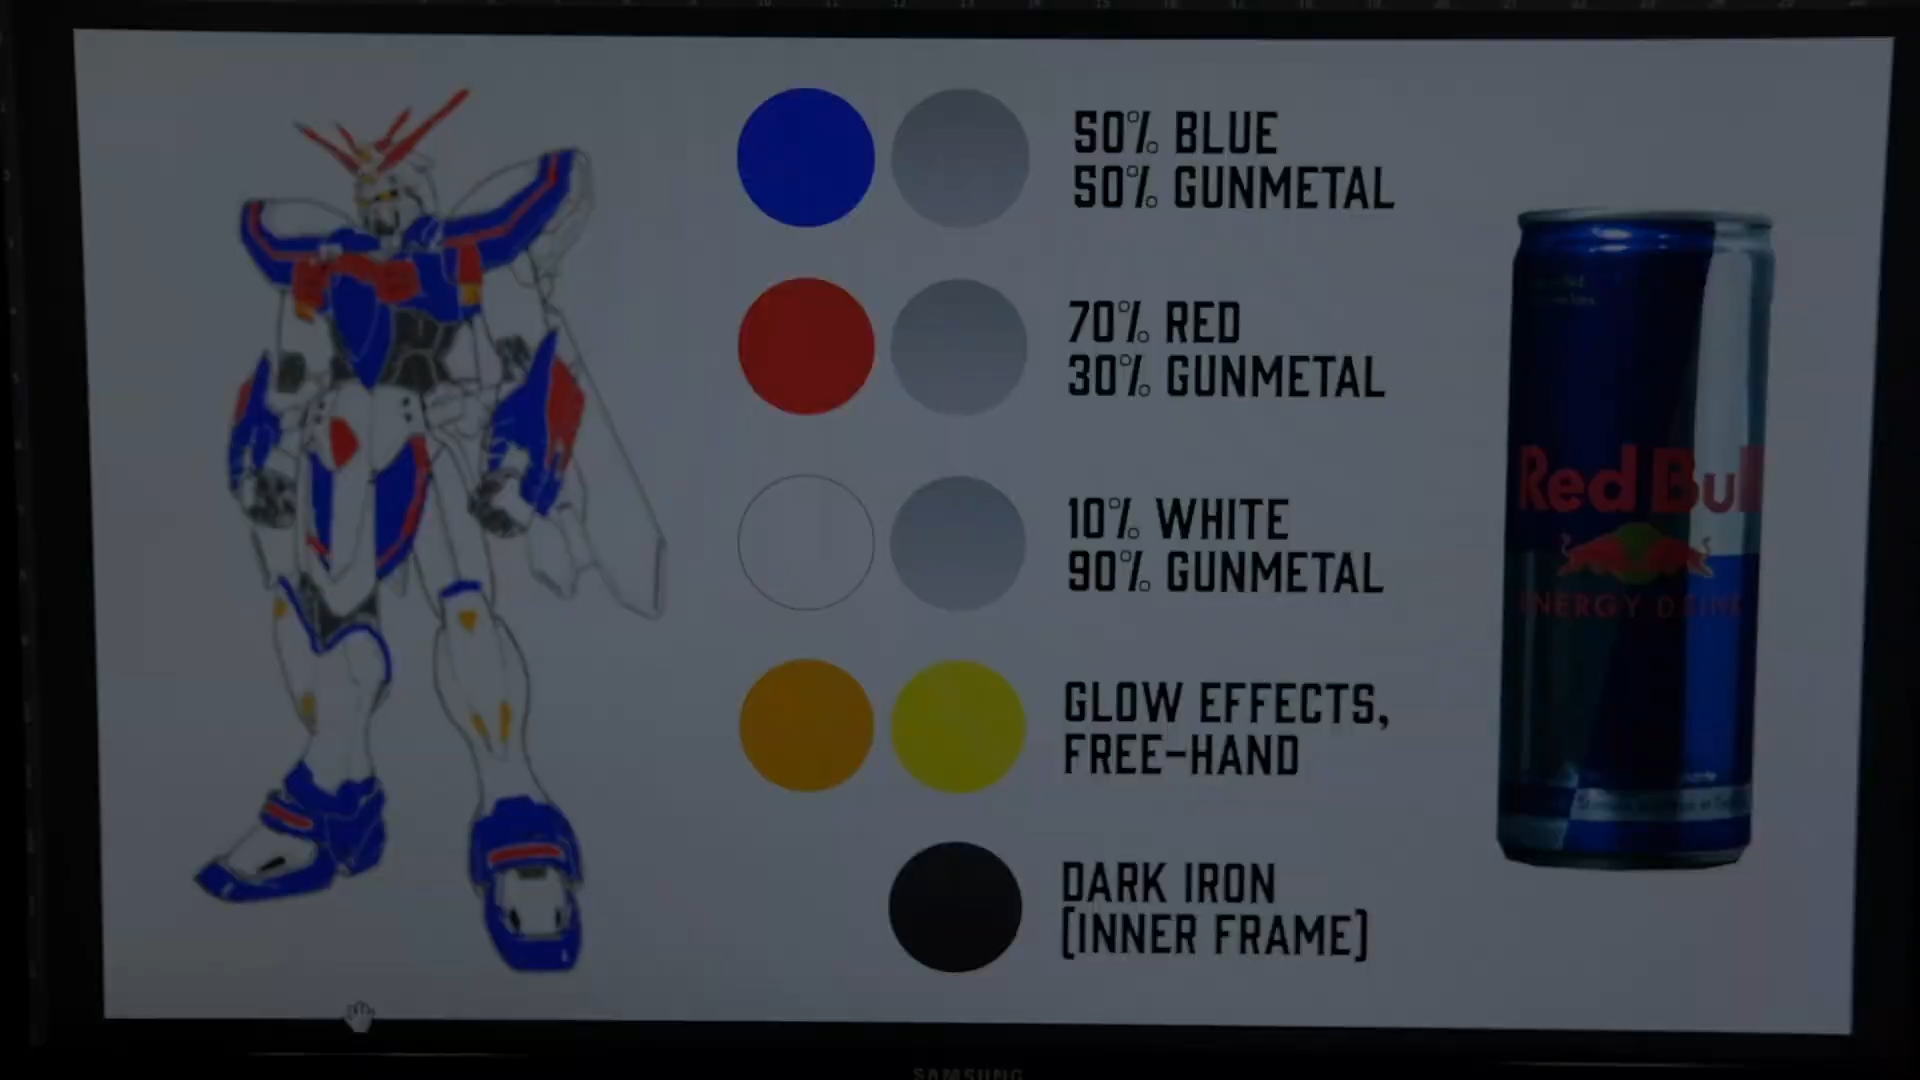 50% BLUE
50% GUNMETAL
70% RED
30% GUNMETAL
10% WHITE
90% GUNMETAL
GLOW EFFECTS,
FREE-HAND
DARK IRON
[INNER FRAME]
Red Bull
ENERGY DRINK
SAMSUNG